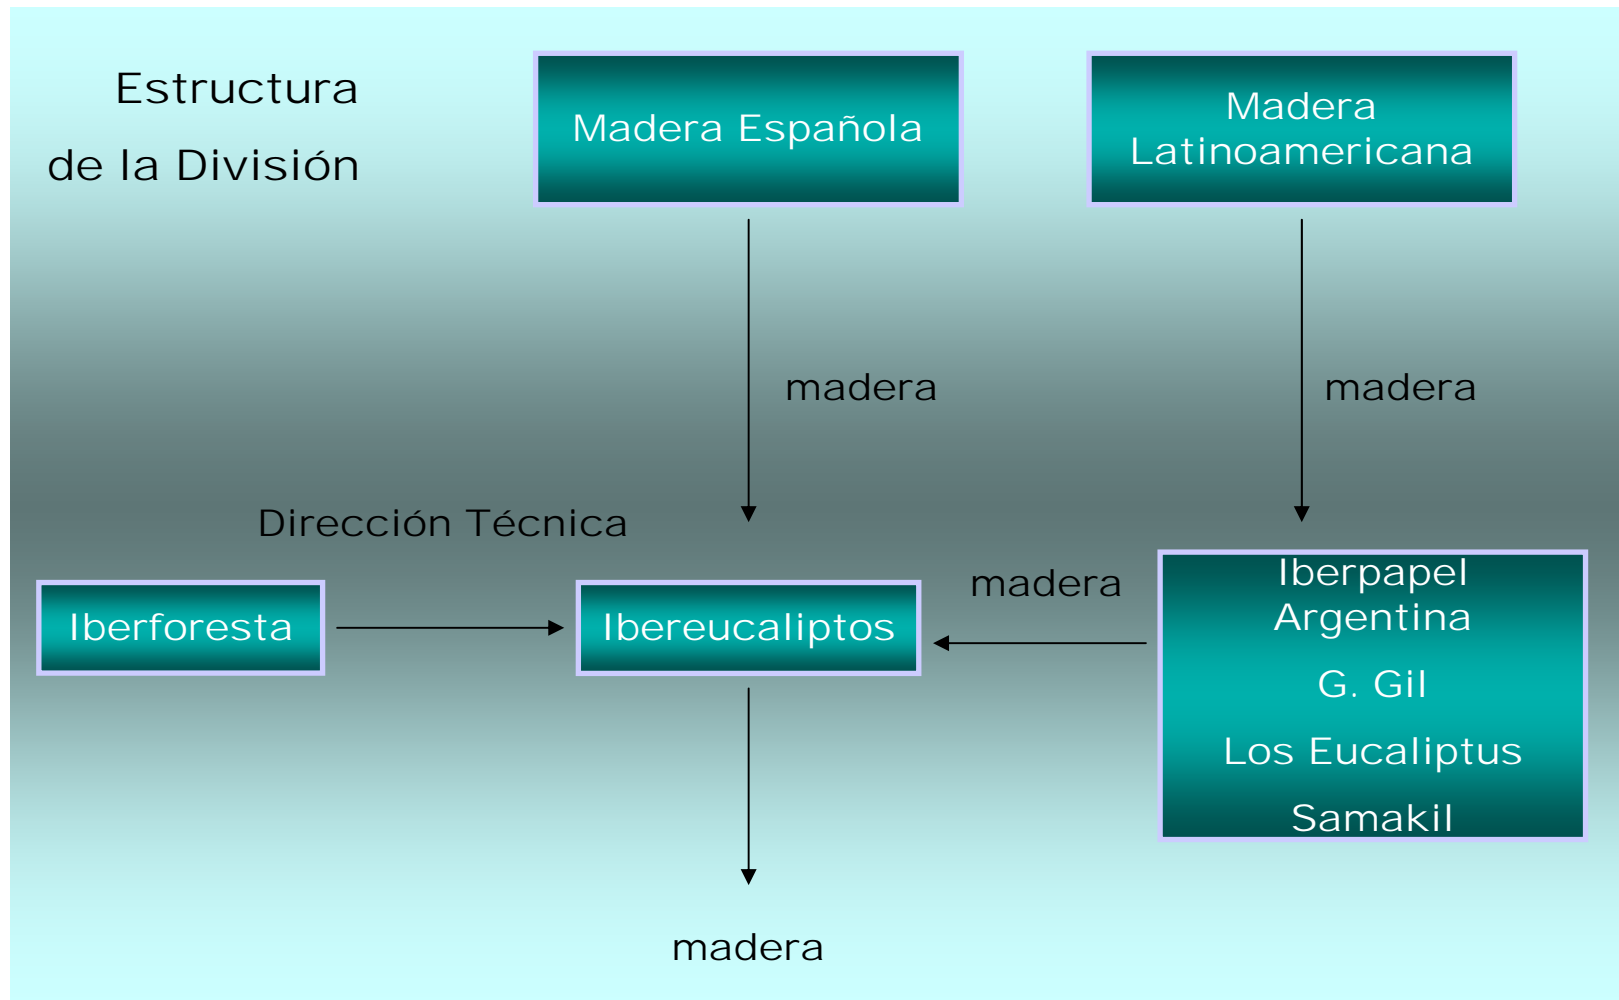 Estructura
de la División
Madera Española
Madera
Latinoamericana
madera
madera
Dirección Técnica
madera
Iberforesta
Ibereucaliptos
Iberpapel
Argentina
G. Gil
Los Eucaliptus
Samakil
madera